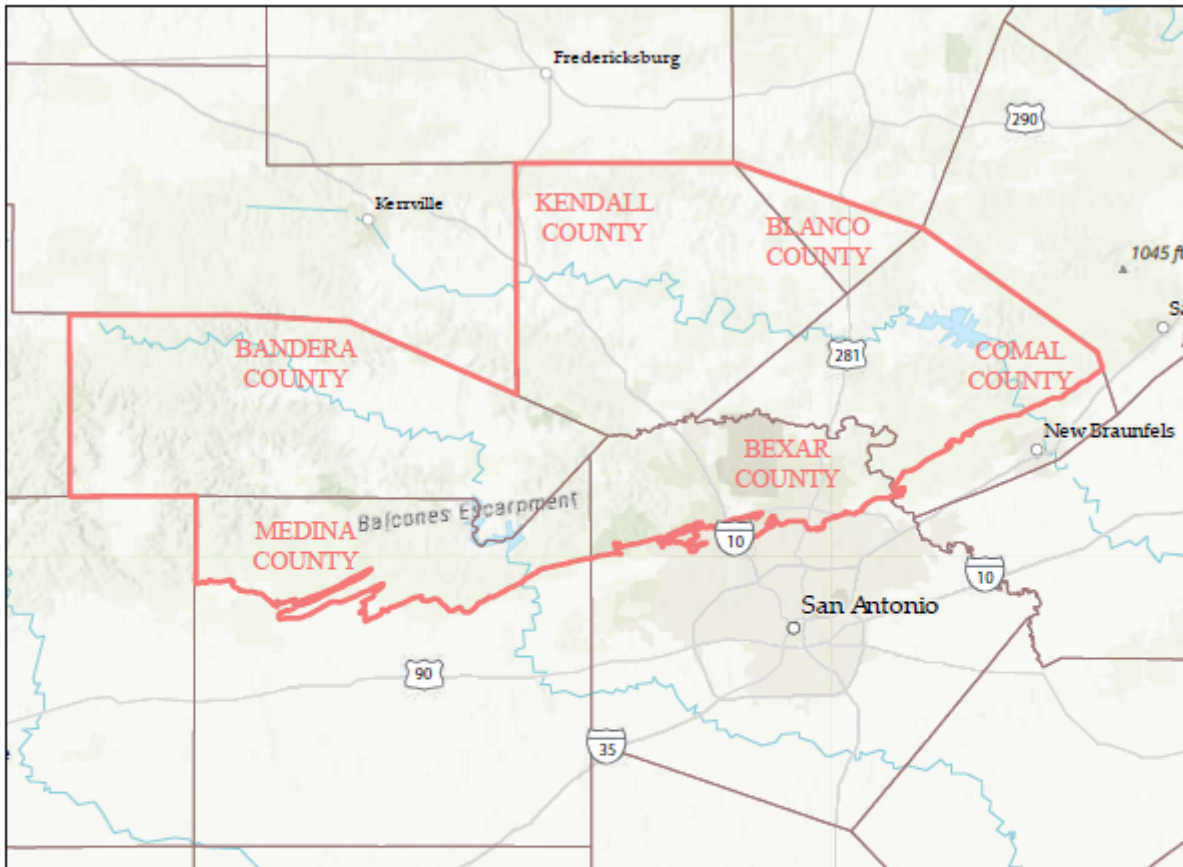 Fredericksburg
290
Kerrville
KENDALL
COUNTY
BLANCO
COUNTY
1045 ft
Sa
BANDERA
COUNTY
281
COMAL
COUNTY
New Braunfels
BEXAR
COUNTY
Balcones Escarpment
MEDINA
COUNTY
10
10
San Antonio
90
35
e